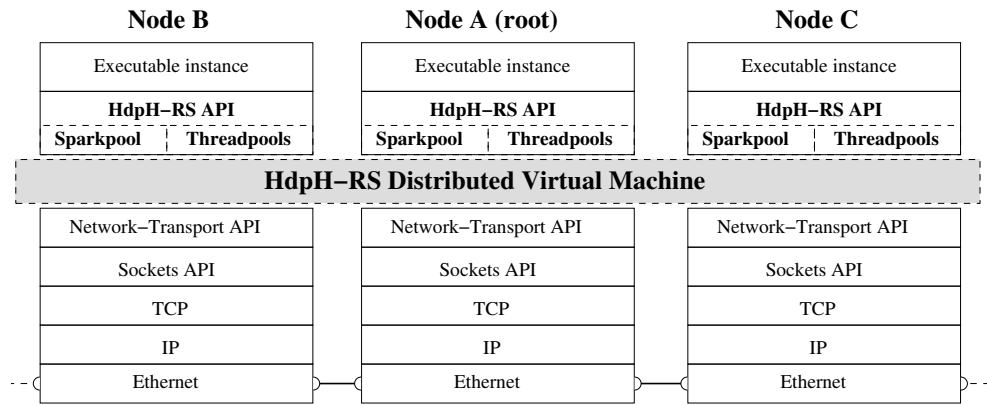 Node B Node A (root) Node C
Executable instance Executable instance Executable instance
HdpH−RS API HdpH−RS API HdpH−RS API
Sparkpool Threadpools Sparkpool Threadpools Sparkpool Threadpools
HdpH−RS Distributed Virtual Machine
Network−Transport API Network−Transport API Network−Transport API
Sockets API Sockets API Sockets API
TCP TCP TCP
IP IP IP
Ethernet Ethernet Ethernet